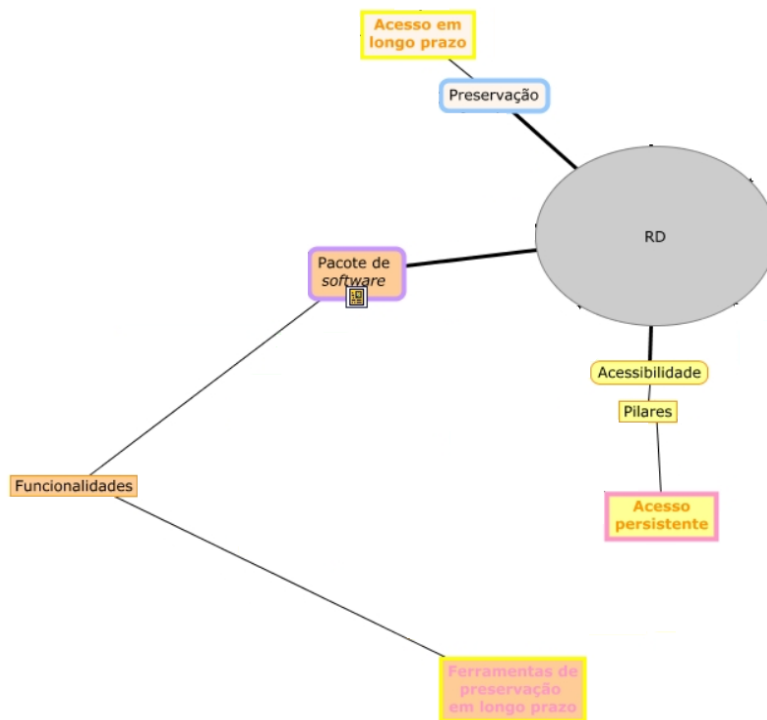 Acesso em
longo prazo
Preservação
RD
Pacote de
software
Acessibilidade
Pilares
Funcionalidades
Acesso
persistente
Ferramentas de
preservação
em longo prazo